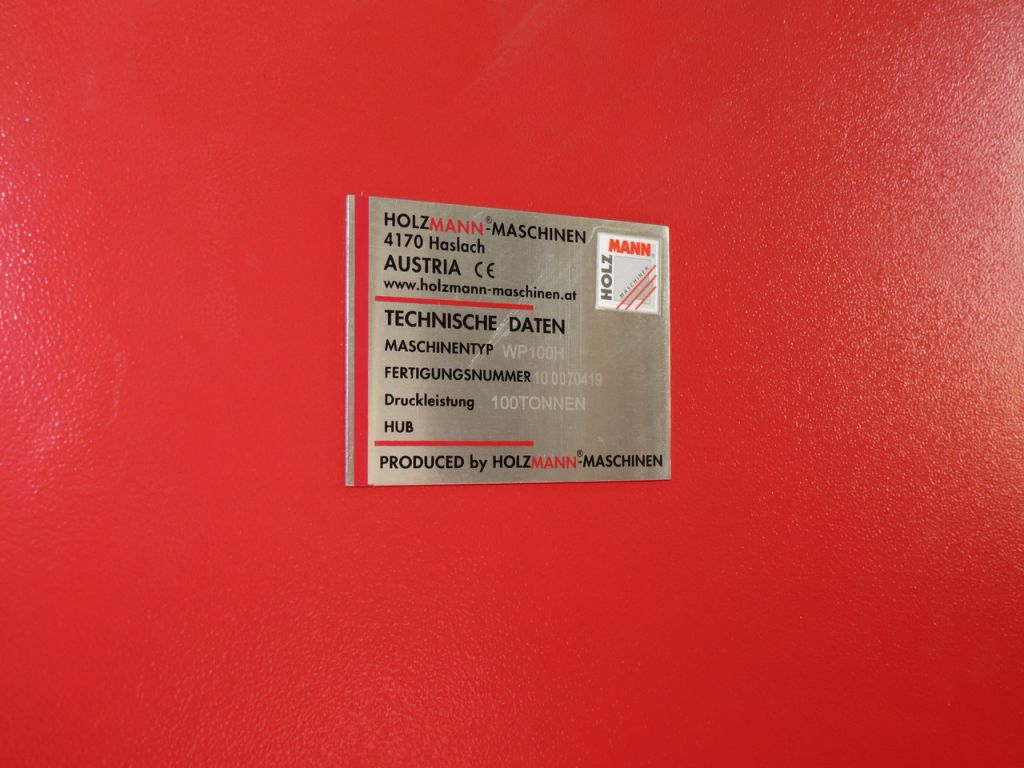 HOLZMANN®-MASCHINEN
4170 Haslach
AUSTRIA CE
www.holzmann-maschinen.at
MANN®
HOLZ
MASCHINEN
TECHNISCHE DATEN
MASCHINENTYP WP100H
FERTIGUNGSNUMMER 10 0070419
Druckleistung 100TONNEN
HUB
PRODUCED by HOLZMANN®-MASCHINEN